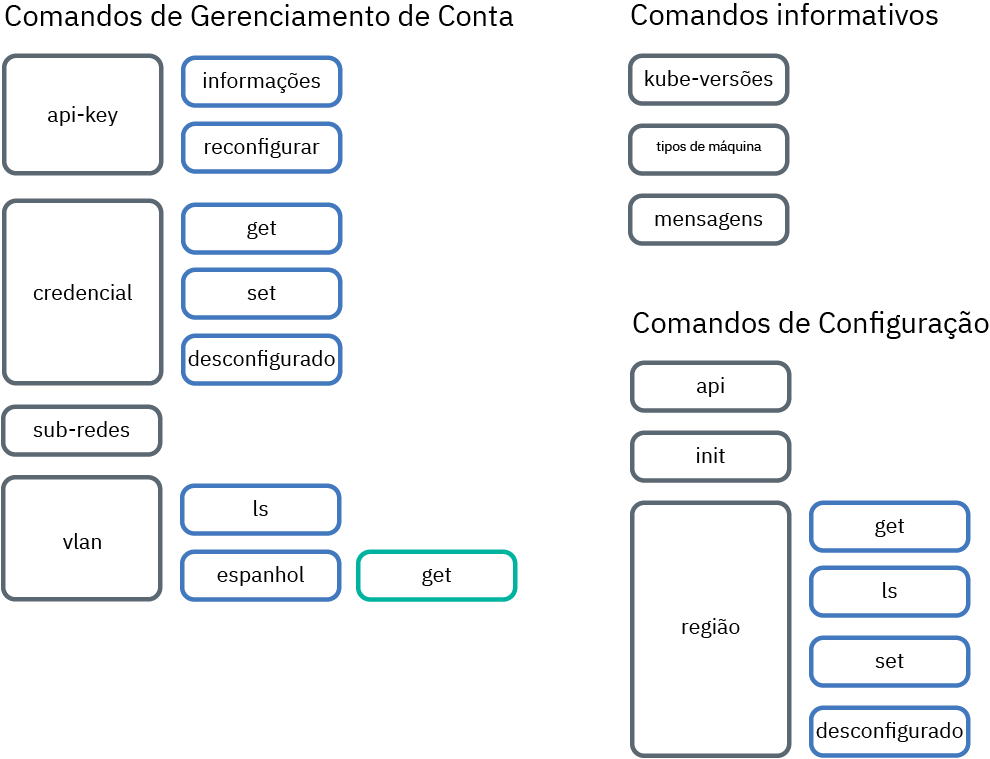 Comandos de Gerenciamento de Conta
api-key
informações
reconfigurar
credencial
get
set
desconfigurado
sub-redes
vlan
ls
espanhol
get
Comandos informativos
kube-versões
tipos de máquina
mensagens
Comandos de Configuração
api
init
região
get
ls
set
desconfigurado